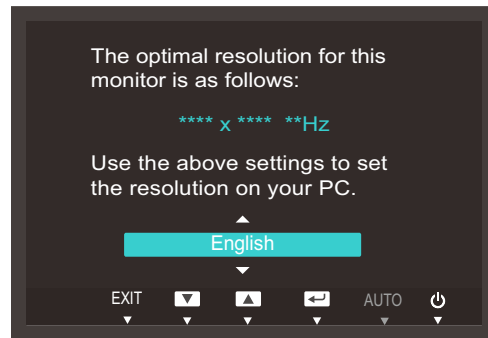 The optimal resolution for this
monitor is as follows:
**** x **** **Hz
Use the above settings to set
the resolution on your PC.
English
EXIT AUTO